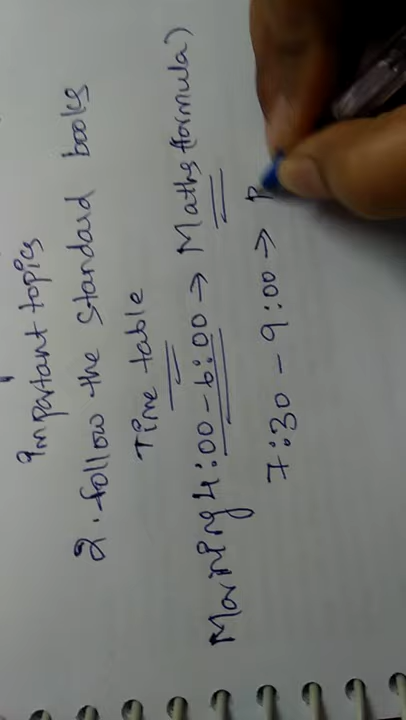 Important topics
2. follow the standard books
Time table
Morning 4:00-6:00 → Maths (formula)
7:30 - 9:00 → P